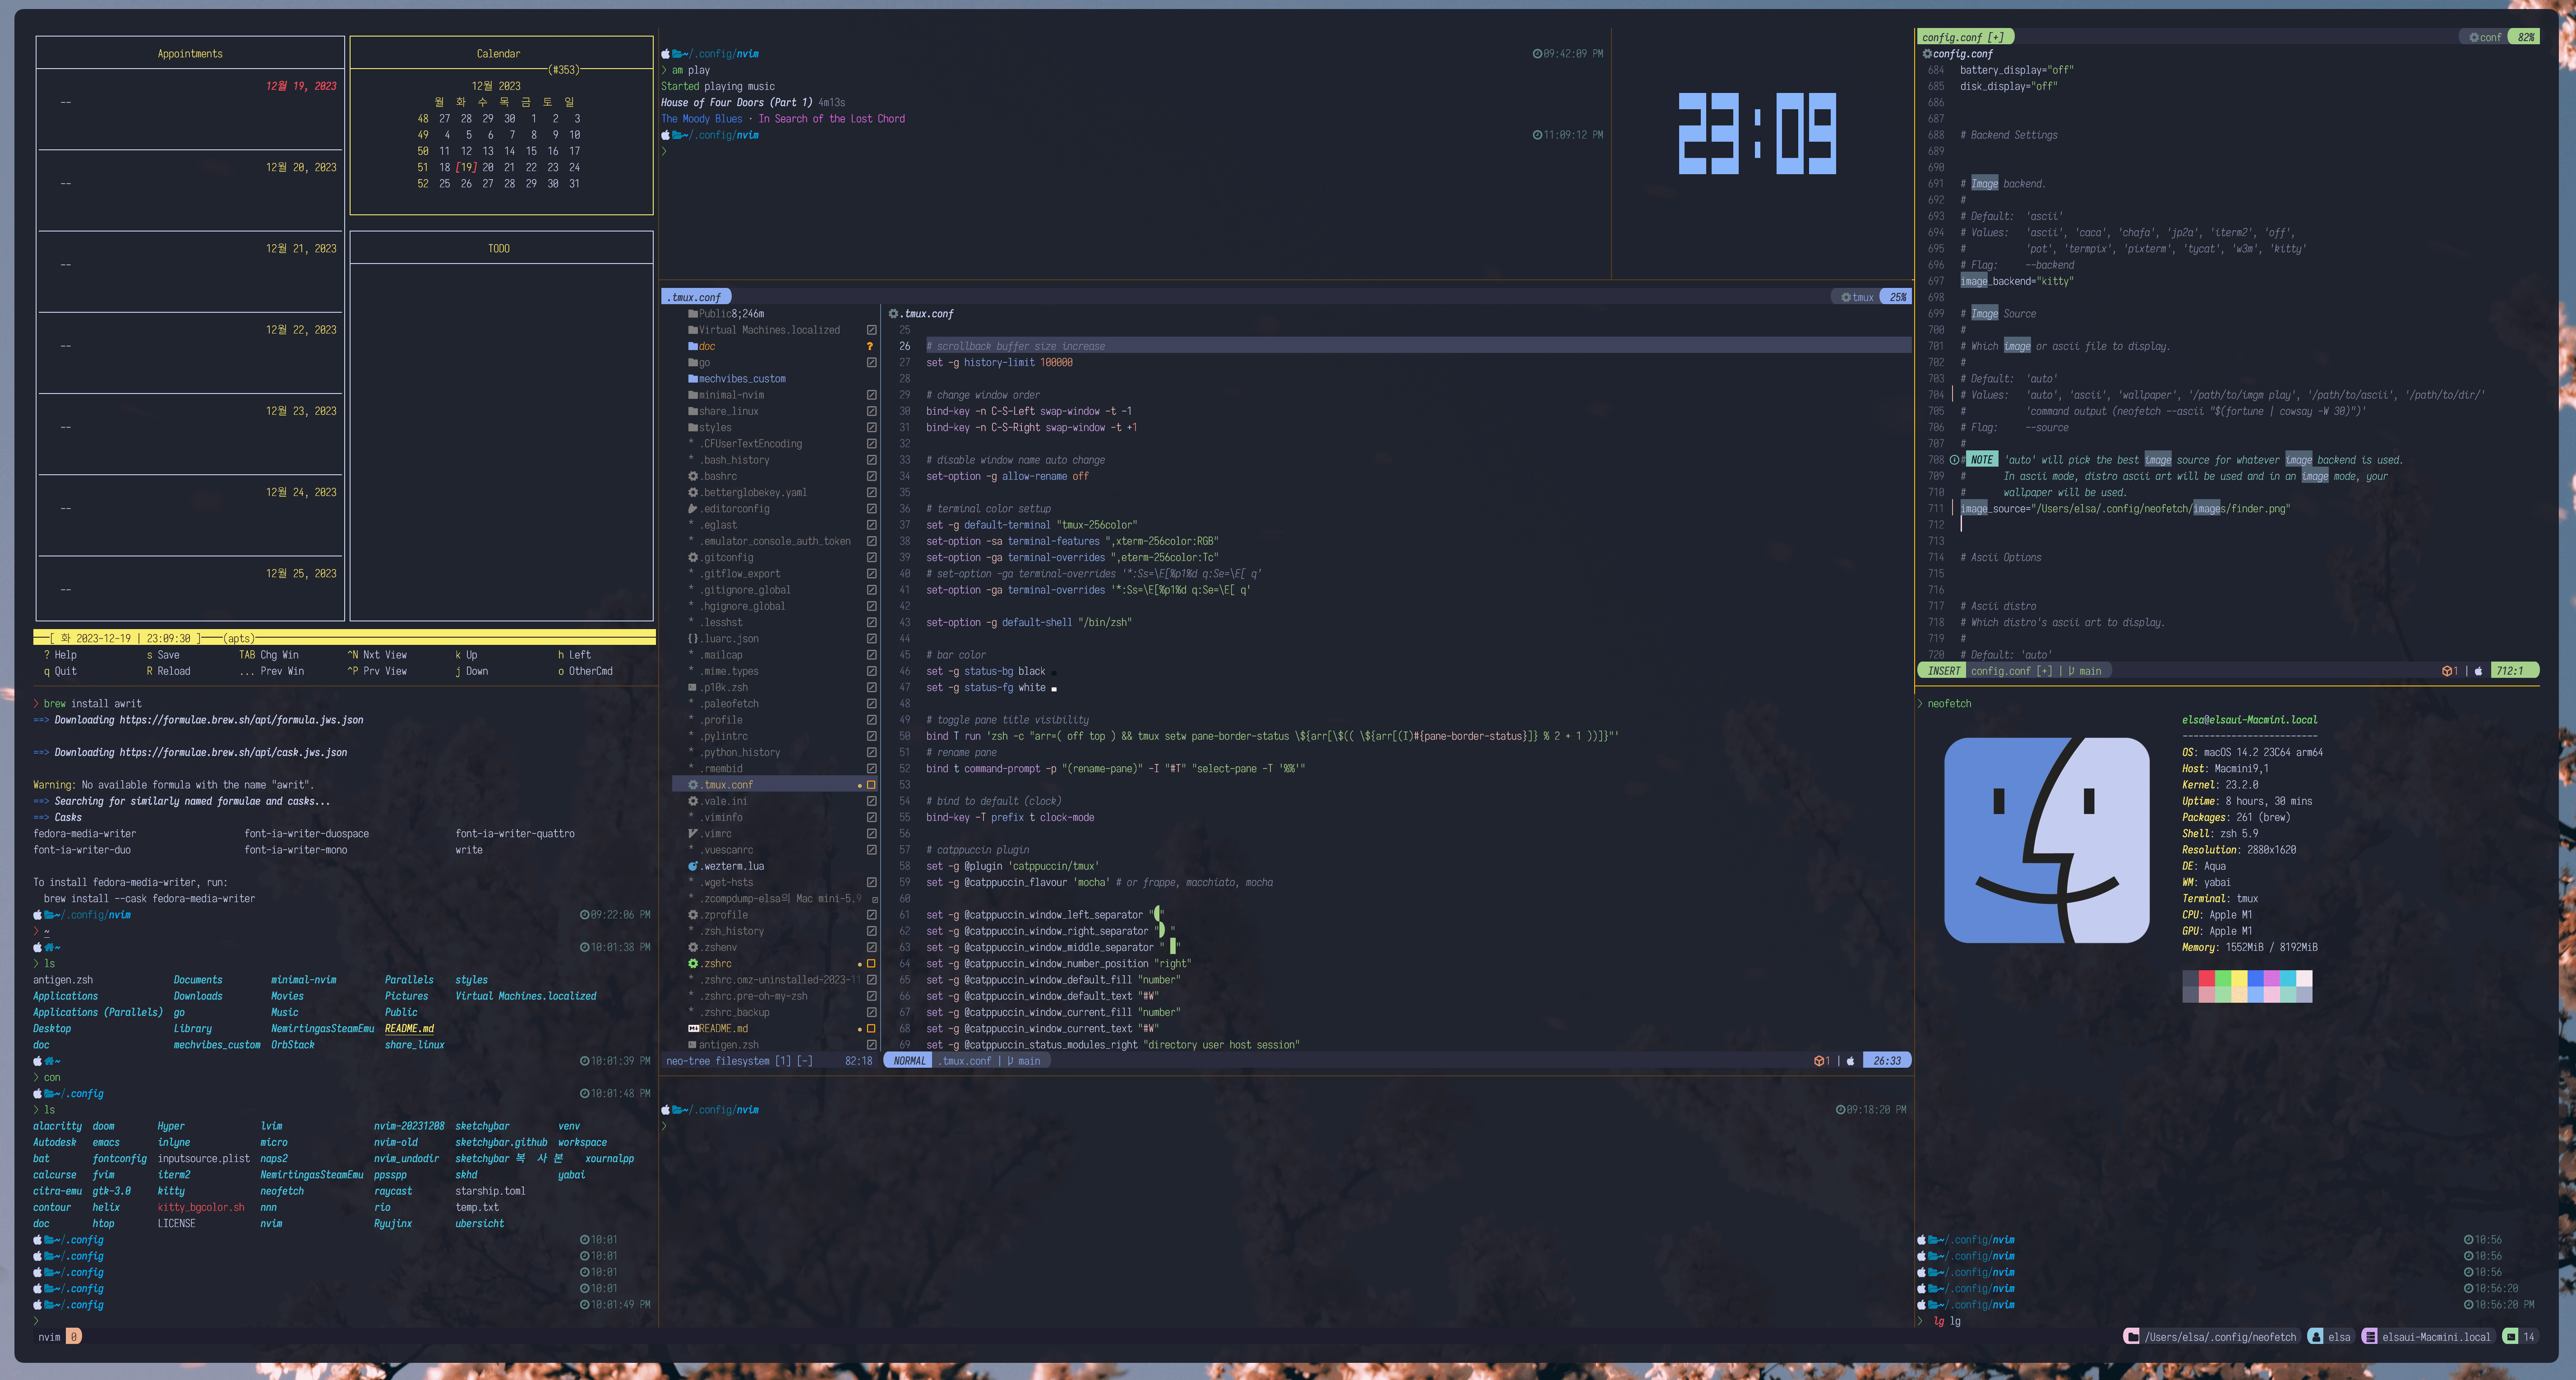 Appointments
12월 19, 2023
--
12월 20, 2023
--
12월 21, 2023
--
12월 22, 2023
--
12월 23, 2023
--
12월 24, 2023
--
12월 25, 2023
--
Calendar
(#353)
12월 2023
월 화 수 목 금 토 일
48 27 28 29 30 1 2 3
49 4 5 6 7 8 9 10
50 11 12 13 14 15 16 17
51 18 [19] 20 21 22 23 24
52 25 26 27 28 29 30 31
TODO
[ 화 2023-12-19 | 23:09:30 ] (apts)
? Help s Save TAB Chg Win ^N Nxt View k Up h Left
q Quit R Reload ... Prev Win ^P Prv View j Down o OtherCmd
> brew install awrit
==> Downloading https://formulae.brew.sh/api/formula.jws.json
==> Downloading https://formulae.brew.sh/api/cask.jws.json
Warning: No available formula with the name "awrit".
==> Searching for similarly named formulae and casks...
==> Casks
fedora-media-writer font-ia-writer-duospace font-ia-writer-quattro
font-ia-writer-duo font-ia-writer-mono write
To install fedora-media-writer, run:
brew install --cask fedora-media-writer
~/.config/nvim 09:22:06 PM
> ~
~ 10:01:38 PM
> ls
antigen.zsh Documents minimal-nvim Parallels styles
Applications Downloads Movies Pictures Virtual Machines.localized
Applications (Parallels) go Music Public
Desktop Library NemirtingasSteamEmu README.md
doc mechvibes_custom OrbStack share_linux
~ 10:01:39 PM
> con
~/.config 10:01:48 PM
> ls
alacritty doom Hyper lvim nvim-20231208 sketchybar venv
Autodesk emacs inlyne micro nvim-old sketchybar.github workspace
bat fontconfig inputsource.plist naps2 nvim_undodir sketchybar 복 사 본 xournalpp
calcurse fvim iterm2 NemirtingasSteamEmu ppsspp skhd yabai
citra-emu gtk-3.0 kitty neofetch raycast starship.toml
contour helix kitty_bgcolor.sh nnn rio temp.txt
doc htop LICENSE nvim Ryujinx ubersicht
~/.config 10:01
~/.config 10:01
~/.config 10:01
~/.config 10:01
~/.config 10:01:49 PM
>
nvim 0
~/.config/nvim 09:42:09 PM
> am play
Started playing music
House of Four Doors (Part 1) 4m13s
The Moody Blues · In Search of the Lost Chord
~/.config/nvim 11:09:12 PM
>
23:09
.tmux.conf tmux 25%
Public8;246m
Virtual Machines.localized
doc ?
go
mechvibes_custom
minimal-nvim
share_linux
styles
* .CFUserTextEncoding
* .bash_history
.bashrc
.betterglobekey.yaml
.editorconfig
* .eglast
* .emulator_console_auth_token
.gitconfig
* .gitflow_export
* .gitignore_global
* .hgignore_global
* .lesshst
{} .luarc.json
* .mailcap
* .mime.types
.p10k.zsh
* .paleofetch
* .profile
* .pylintrc
* .python_history
* .rmembid
.tmux.conf
.vale.ini
* .viminfo
.vimrc
* .vuescanrc
.wezterm.lua
* .wget-hsts
* .zcompdump-elsa의 Mac mini-5.9
.zprofile
* .zsh_history
.zshenv
.zshrc
* .zshrc.omz-uninstalled-2023-11
* .zshrc.pre-oh-my-zsh
* .zshrc_backup
README.md
antigen.zsh
neo-tree filesystem [1] [-] 82:18
.tmux.conf
25
26 # scrollback buffer size increase
27 set -g history-limit 100000
28
29 # change window order
30 bind-key -n C-S-Left swap-window -t -1
31 bind-key -n C-S-Right swap-window -t +1
32
33 # disable window name auto change
34 set-option -g allow-rename off
35
36 # terminal color setup
37 set -g default-terminal "tmux-256color"
38 set-option -sa terminal-features ",xterm-256color:RGB"
39 set-option -ga terminal-overrides ",eterm-256color:Tc"
40 # set-option -ga terminal-overrides '*:Ss=\E[%p1%d q:Se=\E[ q'
41 set-option -ga terminal-overrides '*:Ss=\E[%p1%d q:Se=\E[ q'
42
43 set-option -g default-shell "/bin/zsh"
44
45 # bar color
46 set -g status-bg black
47 set -g status-fg white
48
49 # toggle pane title visibility
50 bind T run 'zsh -c "arr=( off top ) && tmux setw pane-border-status \${arr[\$(( \${arr[(I)#{pane-border-status}]} % 2 + 1 ))]}"'
51 # rename pane
52 bind t command-prompt -p "(rename-pane)" -I "#T" "select-pane -T '%%'"
53
54 # bind to default (clock)
55 bind-key -T prefix t clock-mode
56
57 # catppuccin plugin
58 set -g @plugin 'catppuccin/tmux'
59 set -g @catppuccin_flavour 'mocha' # or frappe, macchiato, mocha
60
61 set -g @catppuccin_window_left_separator ""
62 set -g @catppuccin_window_right_separator " "
63 set -g @catppuccin_window_middle_separator " "
64 set -g @catppuccin_window_number_position "right"
65 set -g @catppuccin_window_default_fill "number"
66 set -g @catppuccin_window_default_text "#W"
67 set -g @catppuccin_window_current_fill "number"
68 set -g @catppuccin_window_current_text "#W"
69 set -g @catppuccin_status_modules_right "directory user host session"
NORMAL .tmux.conf | main 1 | 26:33
~/.config/nvim 09:18:20 PM
>
config.conf [+] conf 82%
config.conf
684 battery_display="off"
685 disk_display="off"
686
687
688 # Backend Settings
689
690
691 # Image backend.
692 #
693 # Default: 'ascii'
694 # Values: 'ascii', 'caca', 'chafa', 'jp2a', 'iterm2', 'off',
695 # 'pot', 'termpix', 'pixterm', 'tycat', 'w3m', 'kitty'
696 # Flag: --backend
697 image_backend="kitty"
698
699 # Image Source
700 #
701 # Which image or ascii file to display.
702 #
703 # Default: 'auto'
704 # Values: 'auto', 'ascii', 'wallpaper', '/path/to/imgm play', '/path/to/ascii', '/path/to/dir/'
705 # 'command output (neofetch --ascii "$(fortune | cowsay -W 30)")'
706 # Flag: --source
707 #
708 # NOTE 'auto' will pick the best image source for whatever image backend is used.
709 # In ascii mode, distro ascii art will be used and in an image mode, your
710 # wallpaper will be used.
711 image_source="/Users/elsa/.config/neofetch/images/finder.png"
712
713
714 # Ascii Options
715
716
717 # Ascii distro
718 # Which distro's ascii art to display.
719 #
720 # Default: 'auto'
INSERT config.conf [+] | main 1 | 712:1
> neofetch
elsa@elsaui-Macmini.local
-------------------------
OS: macOS 14.2 23C64 arm64
Host: Macmini9,1
Kernel: 23.2.0
Uptime: 8 hours, 30 mins
Packages: 261 (brew)
Shell: zsh 5.9
Resolution: 2880x1620
DE: Aqua
WM: yabai
Terminal: tmux
CPU: Apple M1
GPU: Apple M1
Memory: 1552MiB / 8192MiB
~/.config/nvim 10:56
~/.config/nvim 10:56
~/.config/nvim 10:56
~/.config/nvim 10:56:20
~/.config/nvim 10:56:20 PM
> lg lg
/Users/elsa/.config/neofetch elsa elsaui-Macmini.local 14